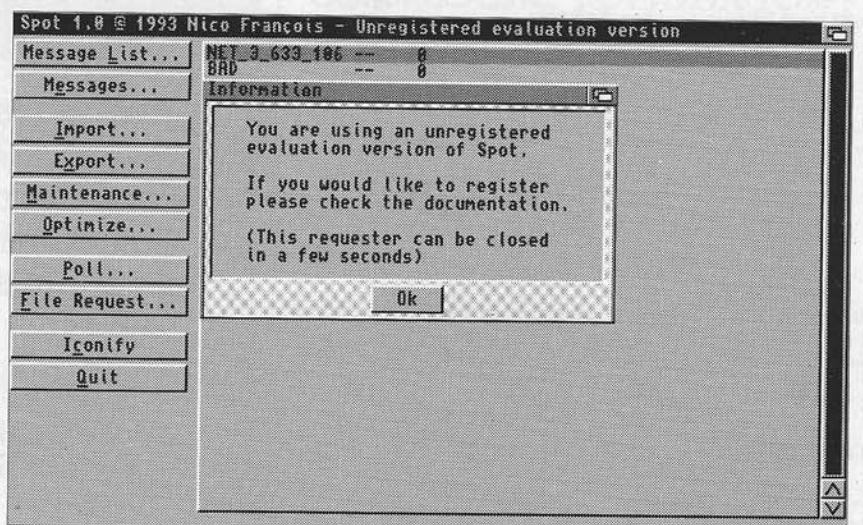 Spot 1.0 © 1993 Nico François - Unregistered evaluation version
Message List...
Messages...
Import...
Export...
Maintenance...
Optimize...
Poll...
File Request...
Iconify
Quit
NET_3_633_106 -- 0
BAD -- 0
Information
You are using an unregistered
evaluation version of Spot.
If you would like to register
please check the documentation.
(This requester can be closed
in a few seconds)
Ok